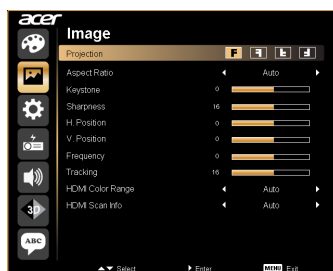 acer
Image
Projection F F F F
Aspect Ratio Auto
Keystone 0
Sharpness 16
H. Position 0
V. Position 0
Frequency 0
Tracking 16
HDMI Color Range Auto
HDMI Scan Info Auto
3D
ABC
Select Enter MENU Exit